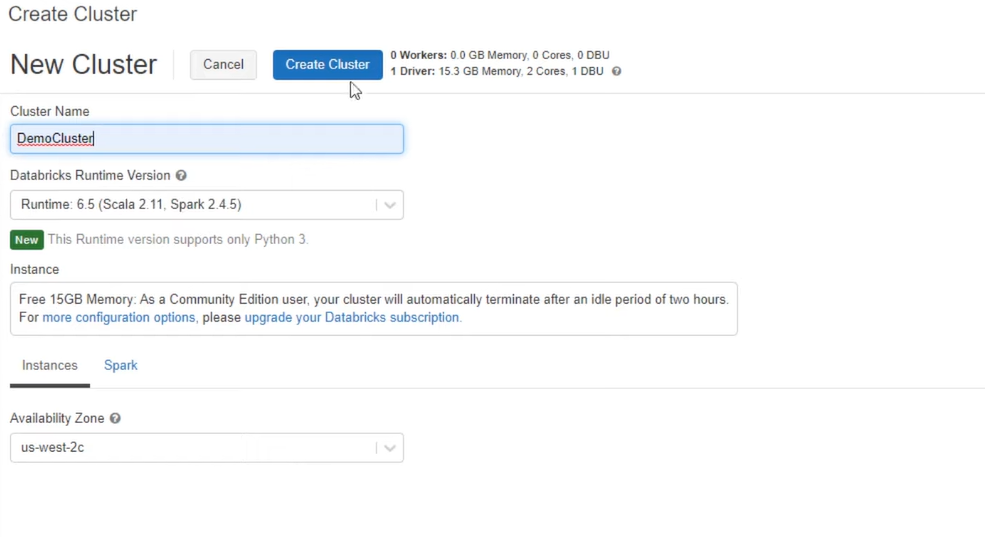 Create Cluster
New Cluster
Cancel
Create Cluster
0 Workers: 0.0 GB Memory, 0 Cores, 0 DBU
1 Driver: 15.3 GB Memory, 2 Cores, 1 DBU ?
Cluster Name
DemoCluster
Databricks Runtime Version ?
Runtime: 6.5 (Scala 2.11, Spark 2.4.5)
New This Runtime version supports only Python 3.
Instance
Free 15GB Memory: As a Community Edition user, your cluster will automatically terminate after an idle period of two hours.
For more configuration options, please upgrade your Databricks subscription.
Instances Spark
Availability Zone ?
us-west-2c